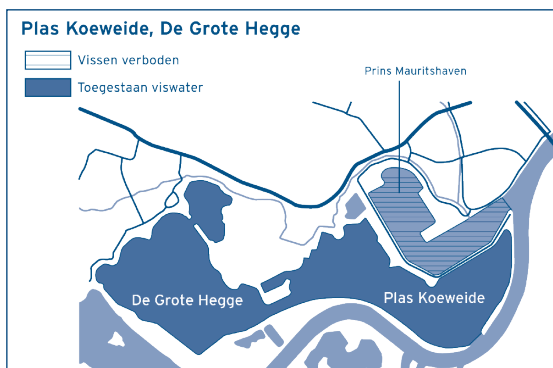 Plas Koeweide, De Grote Hegge
Vissen verboden
Toegestaan viswater
Prins Mauritshaven
De Grote Hegge
Plas Koeweide